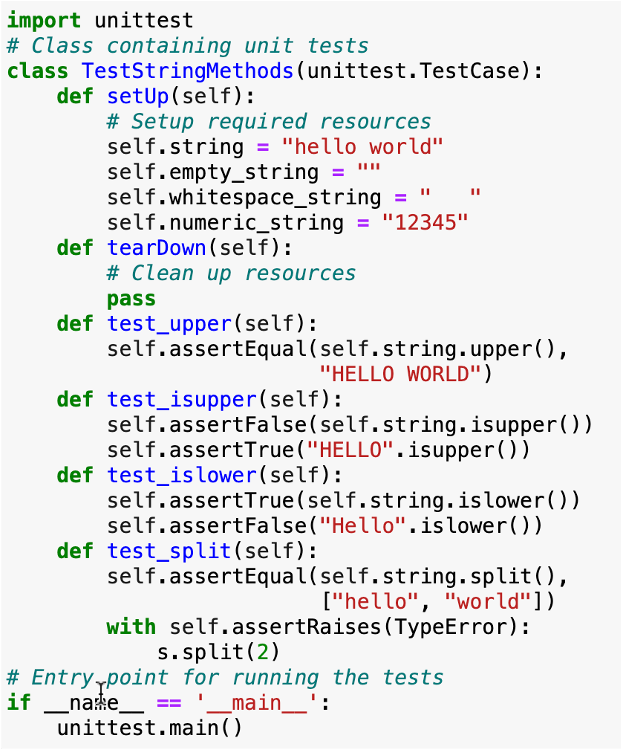 import unittest
# Class containing unit tests
class TestStringMethods(unittest.TestCase):
    def setUp(self):
        # Setup required resources
        self.string = "hello world"
        self.empty_string = ""
        self.whitespace_string = "   "
        self.numeric_string = "12345"
    def tearDown(self):
        # Clean up resources
        pass
    def test_upper(self):
        self.assertEqual(self.string.upper(),
                         "HELLO WORLD")
    def test_isupper(self):
        self.assertFalse(self.string.isupper())
        self.assertTrue("HELLO".isupper())
    def test_islower(self):
        self.assertTrue(self.string.islower())
        self.assertFalse("Hello".islower())
    def test_split(self):
        self.assertEqual(self.string.split(),
                         ["hello", "world"])
        with self.assertRaises(TypeError):
            s.split(2)
# Entry point for running the tests
if __name__ == '__main__':
    unittest.main()